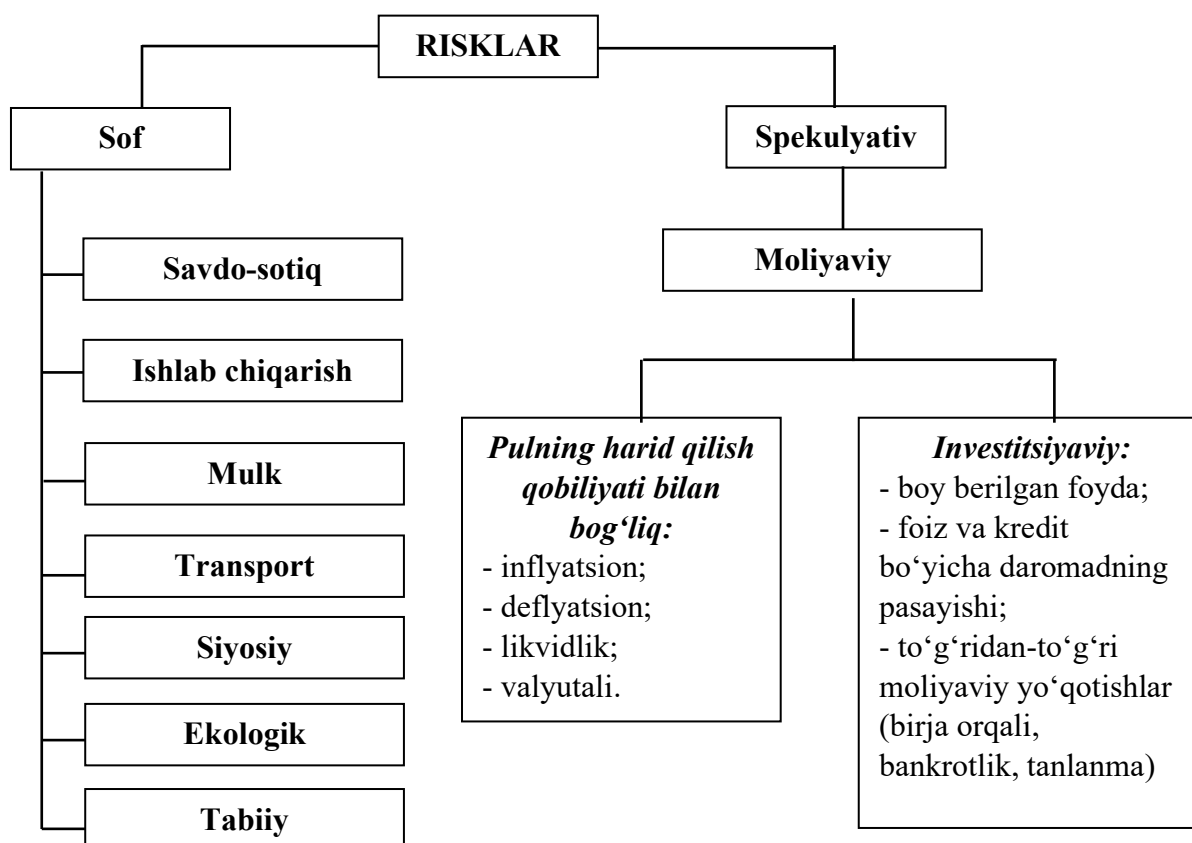 RISKLAR
Sof
Spekulyativ
Savdo-sotiq
Ishlab chiqarish
Mulk
Transport
Siyosiy
Ekologik
Tabiiy
Moliyaviy
Pulning harid qilish
qobiliyati bilan
bog‘liq:
- inflyatsion;
- deflyatsion;
- likvidlik;
- valyutali.
Investitsiyaviy:
- boy berilgan foyda;
- foiz va kredit
bo‘yicha daromadning
pasayishi;
- to‘g‘ridan-to‘g‘ri
moliyaviy yo‘qotishlar
(birja orqali,
bankrotlik, tanlanma)